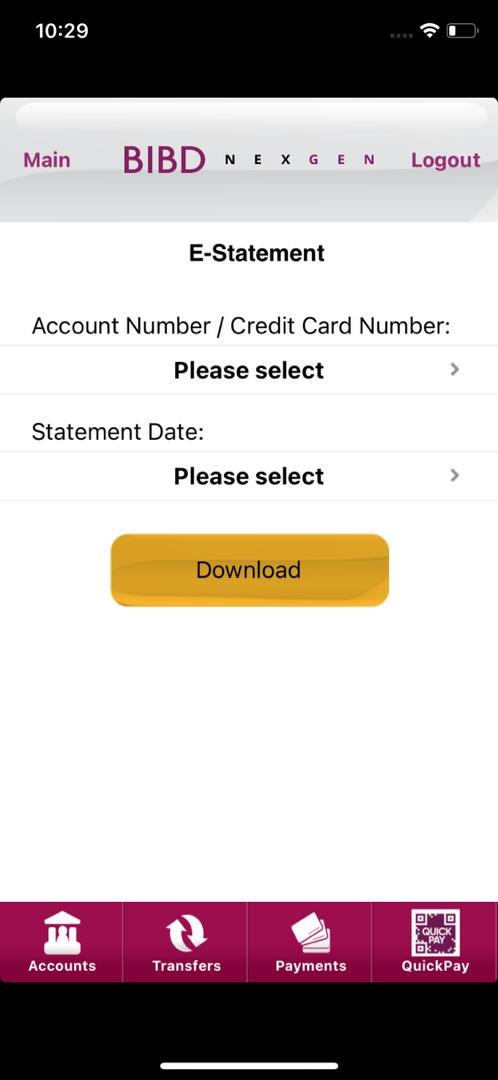 10:29
Main BIBD NEXGEN Logout
E-Statement
Account Number / Credit Card Number:
Please select
Statement Date:
Please select
Download
QUICK
PAY
Accounts Transfers Payments QuickPay